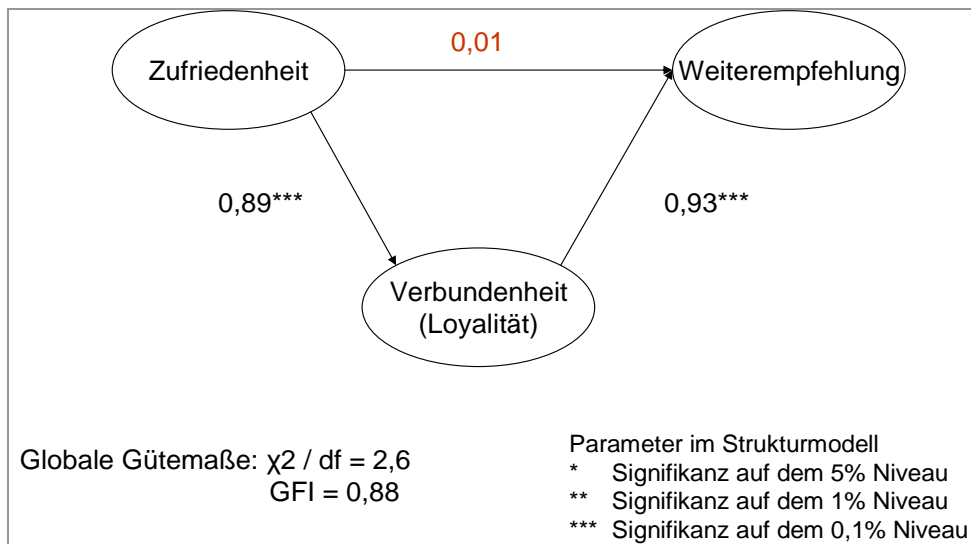 0,01
Zufriedenheit
Weiterempfehlung
0,89***
0,93***
Verbundenheit
(Loyalität)
Globale Gütemaße: χ2 / df = 2,6
GFI = 0,88
Parameter im Strukturmodell
* Signifikanz auf dem 5% Niveau
** Signifikanz auf dem 1% Niveau
*** Signifikanz auf dem 0,1% Niveau